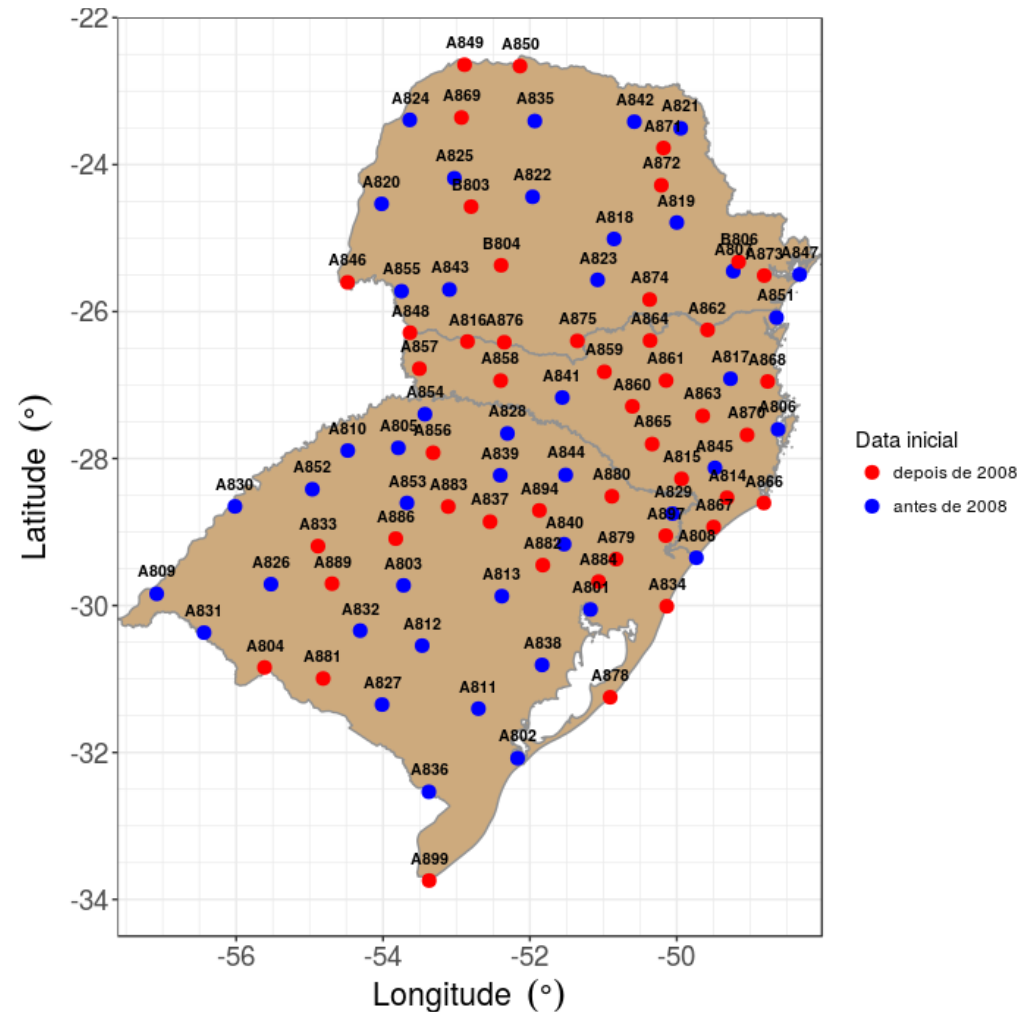 -22
A849 A850
A824 A869 A835 A842 A821
A871
-24
A825 A872
A820 B803 A822 A819
A818
B804 B806
A807 A873 A847
A846 A855 A843 A823 A874
-26
A851
A848 A816 A876 A875 A864 A862
A857 A858 A859 A861 A817 A868
A854 A841 A860 A863 A870 A806
A810 A805 A856 A828 A865
-28
A852 A839 A844 A815 A845
A830 A853 A883 A837 A894 A880 A829 A814 A866
A833 A886 A840 A897 A867
A809 A826 A889 A803 A882 A879 A808
A813 A884
-30
A831 A832 A801 A834
A804 A881 A812 A838
A878
A827 A811
-32
A802
A836
A899
-34
-56 -54 -52 -50
Longitude (°)
Latitude (°)
Data inicial
depois de 2008
antes de 2008